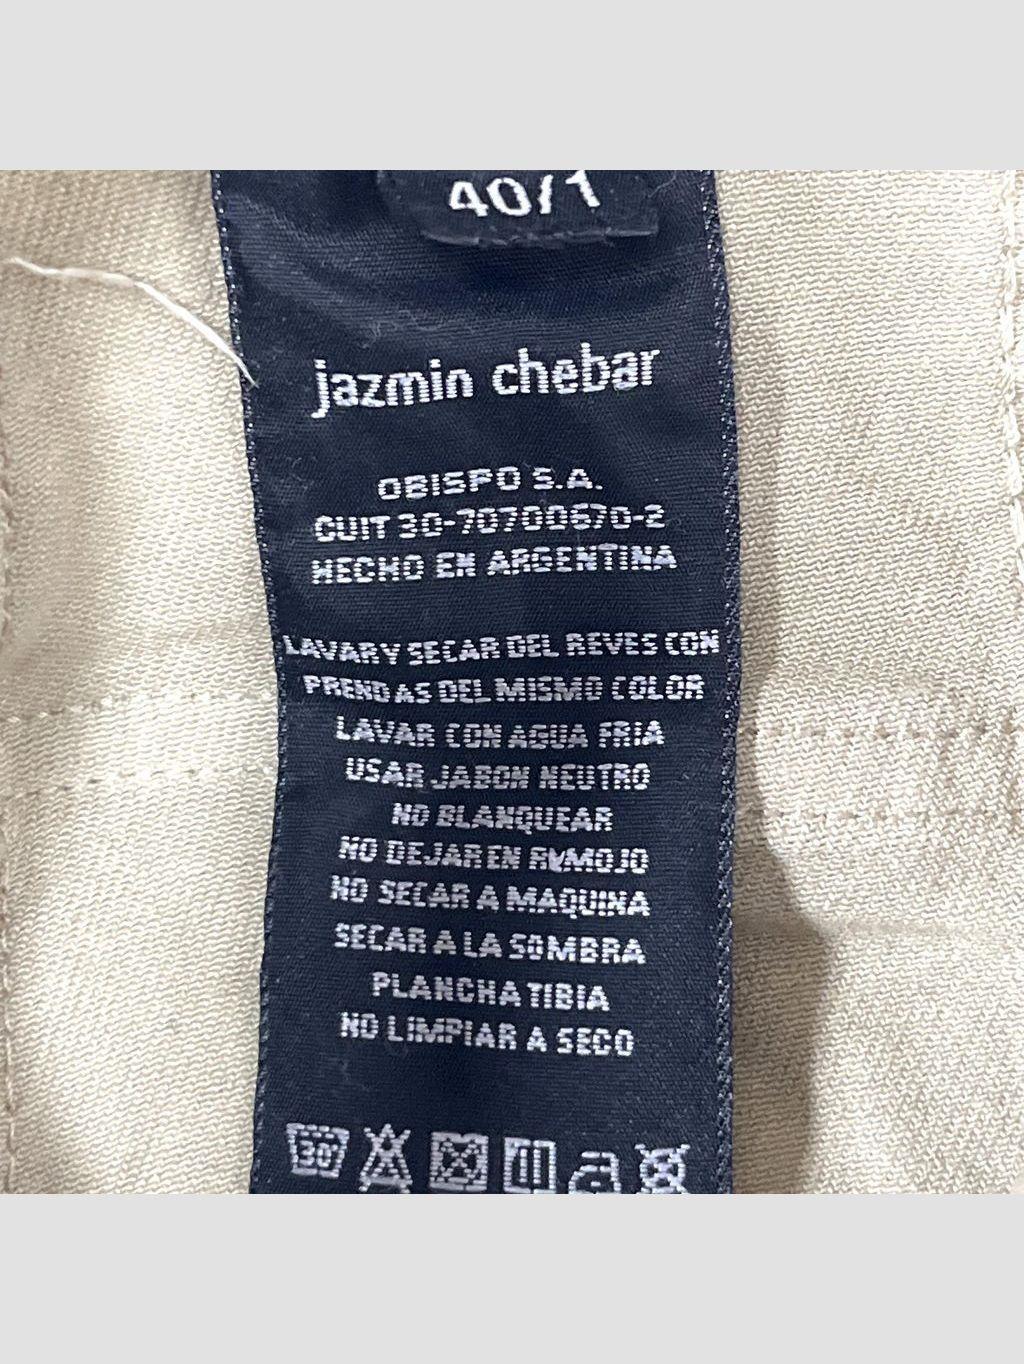 40/1
jazmin chebar
OBISPO S.A.
CUIT 30-70700670-2
HECHO EN ARGENTINA
LAVAR Y SECAR DEL REVES CON
PRENDAS DEL MISMO COLOR
LAVAR CON AGUA FRIA
USAR JABON NEUTRO
NO BLANQUEAR
NO DEJAR EN REMOJO
NO SECAR A MAQUINA
SECAR A LA SOMBRA
PLANCHA TIBIA
NO LIMPIAR A SECO
30°